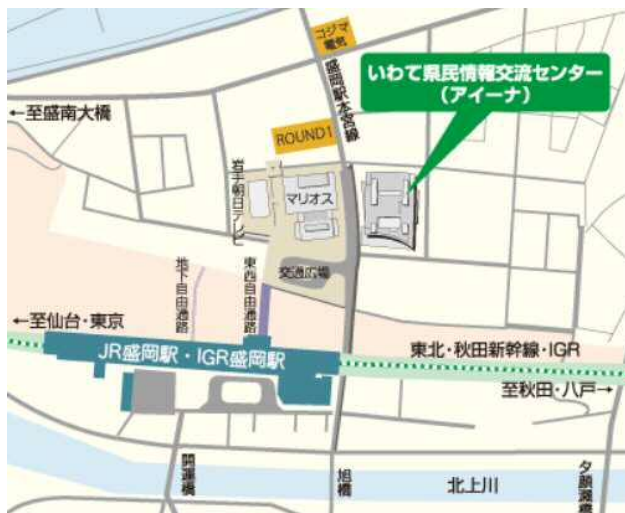 コジマ
電気
盛岡駅本宮線
いわて県民情報交流センター
（アイーナ）
←至盛南大橋
ROUND1
岩手朝日テレビ
マリオス
交通広場
地下自由通路
東西自由通路
←至仙台・東京
JR盛岡駅・IGR盛岡駅
東北・秋田新幹線・IGR
至秋田・八戸→
開運橋
旭橋
北上川
夕顔瀬橋